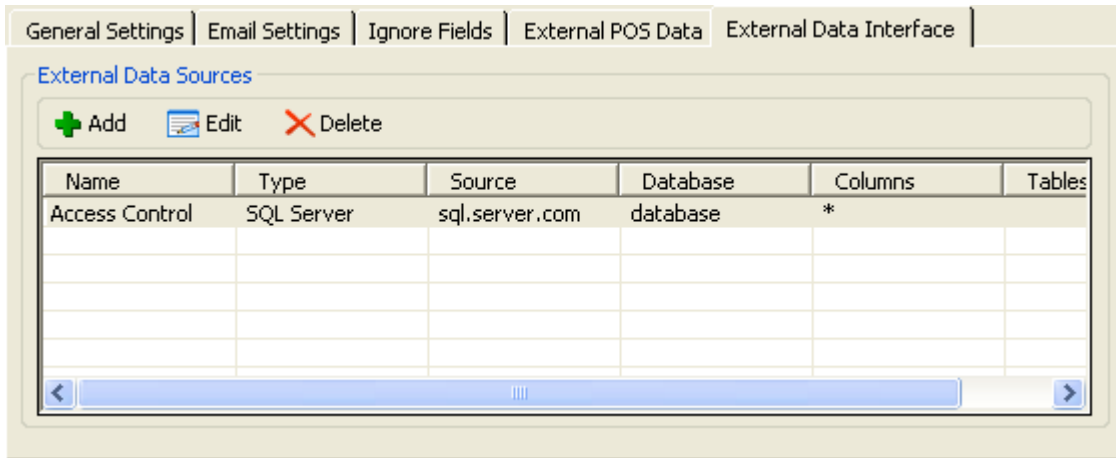 General Settings Email Settings Ignore Fields External POS Data External Data Interface
External Data Sources
Add Edit Delete
Name Type Source Database Columns Tables
Access Control SQL Server sql.server.com database *